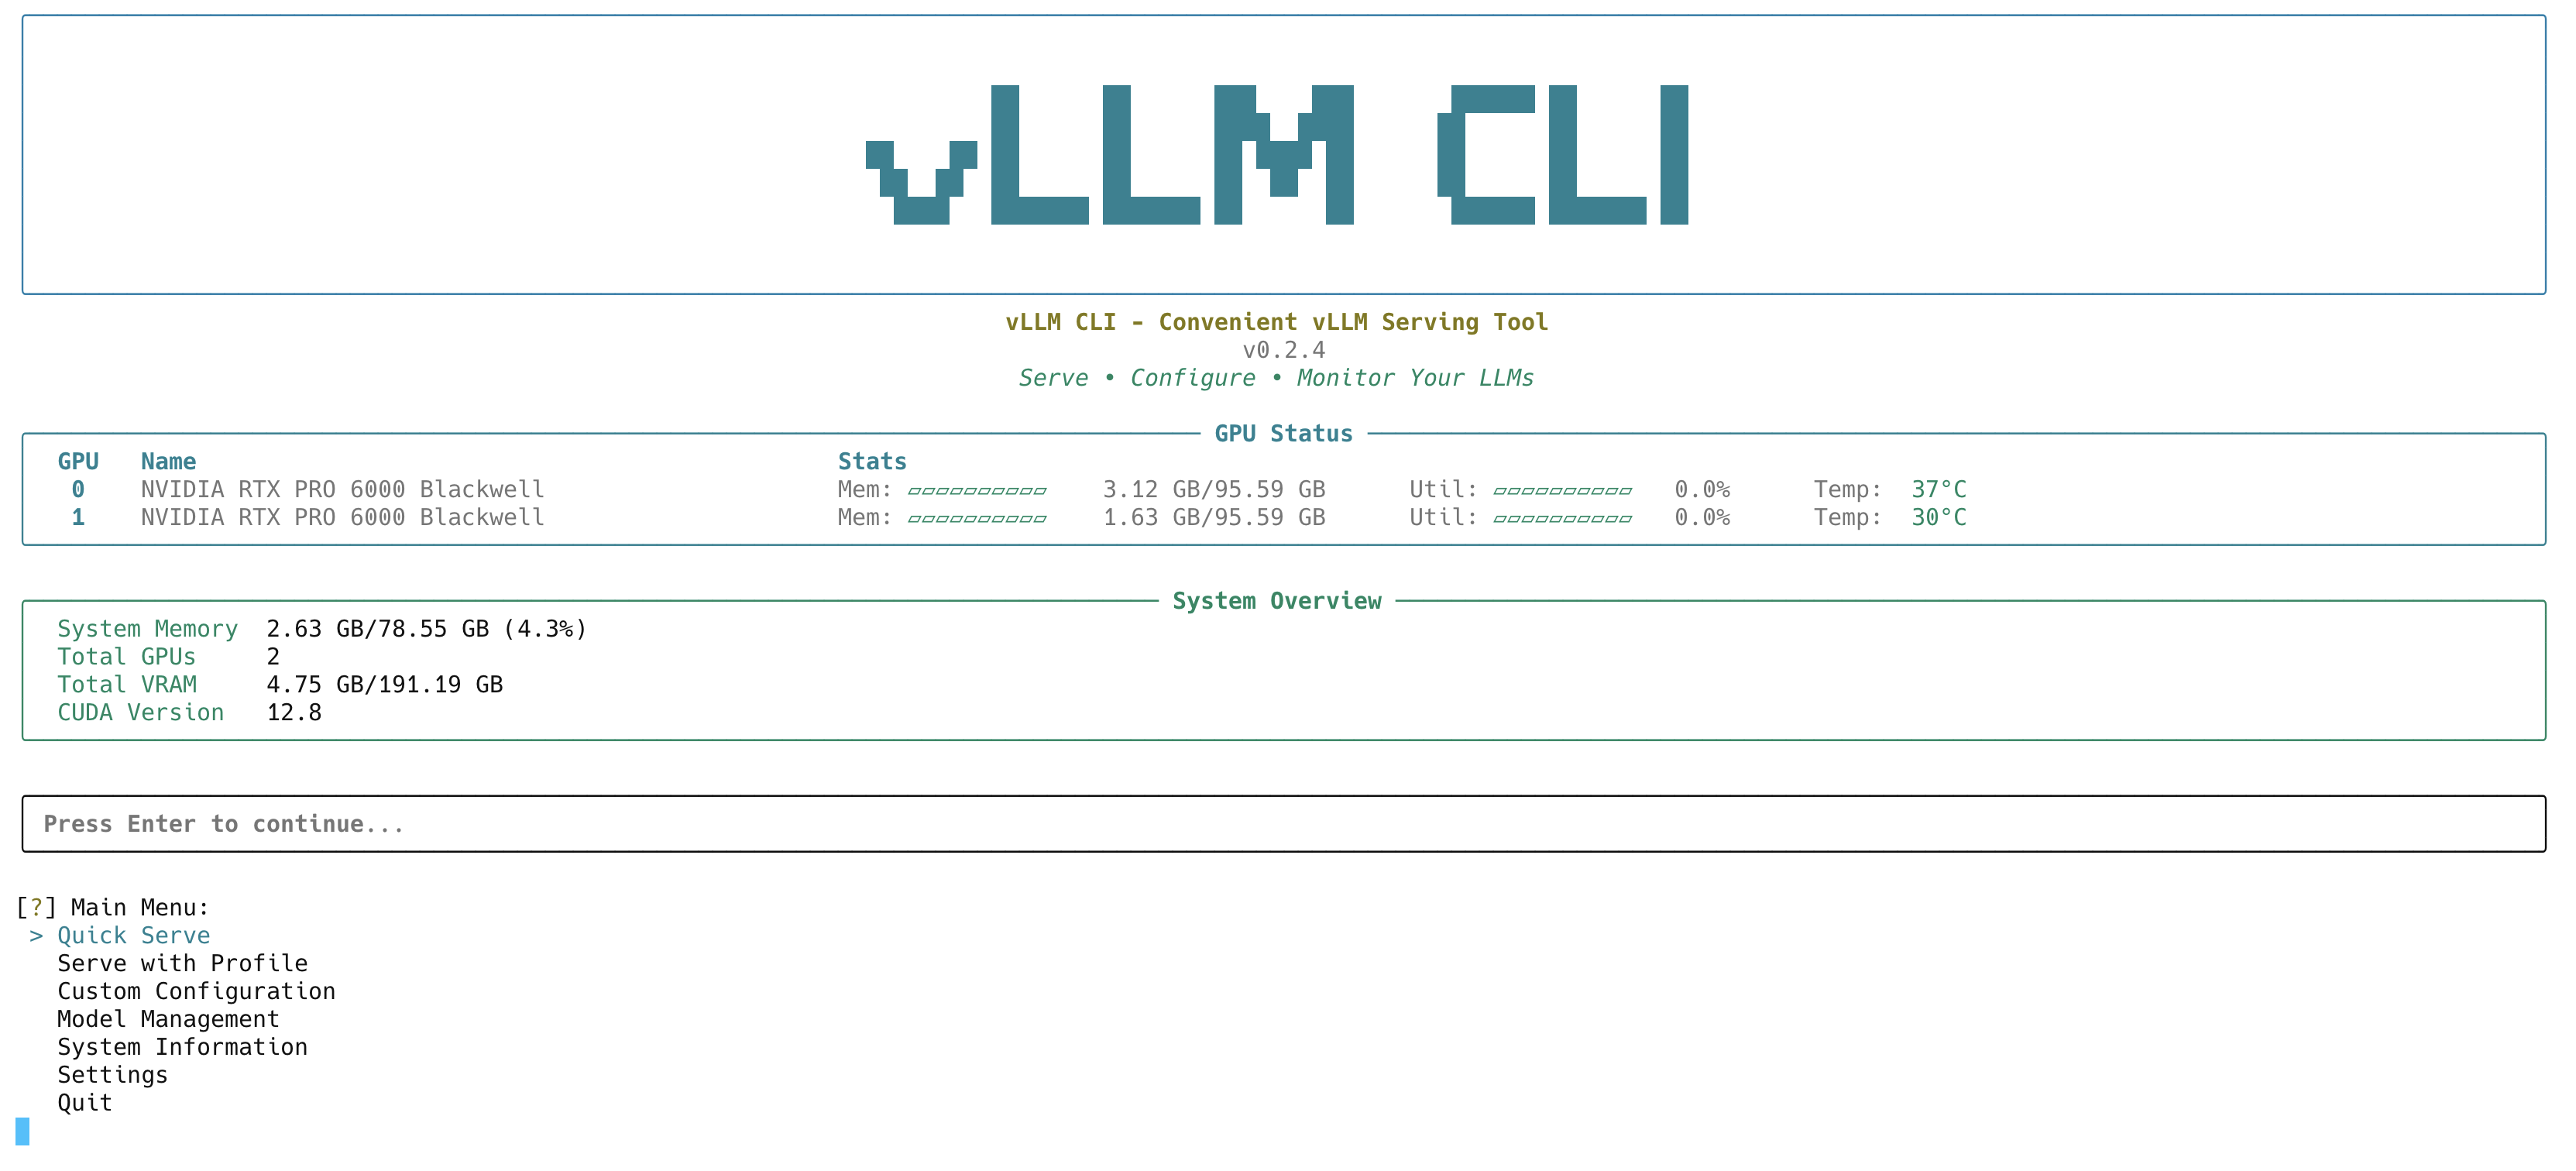 vLLM CLI
vLLM CLI - Convenient vLLM Serving Tool
v0.2.4
Serve • Configure • Monitor Your LLMs
GPU Status
GPU Name Stats
0 NVIDIA RTX PRO 6000 Blackwell Mem: ▱▱▱▱▱▱▱▱▱▱ 3.12 GB/95.59 GB Util: ▱▱▱▱▱▱▱▱▱▱ 0.0% Temp: 37°C
1 NVIDIA RTX PRO 6000 Blackwell Mem: ▱▱▱▱▱▱▱▱▱▱ 1.63 GB/95.59 GB Util: ▱▱▱▱▱▱▱▱▱▱ 0.0% Temp: 30°C
System Overview
System Memory 2.63 GB/78.55 GB (4.3%)
Total GPUs 2
Total VRAM 4.75 GB/191.19 GB
CUDA Version 12.8
Press Enter to continue...
[?] Main Menu:
> Quick Serve
Serve with Profile
Custom Configuration
Model Management
System Information
Settings
Quit